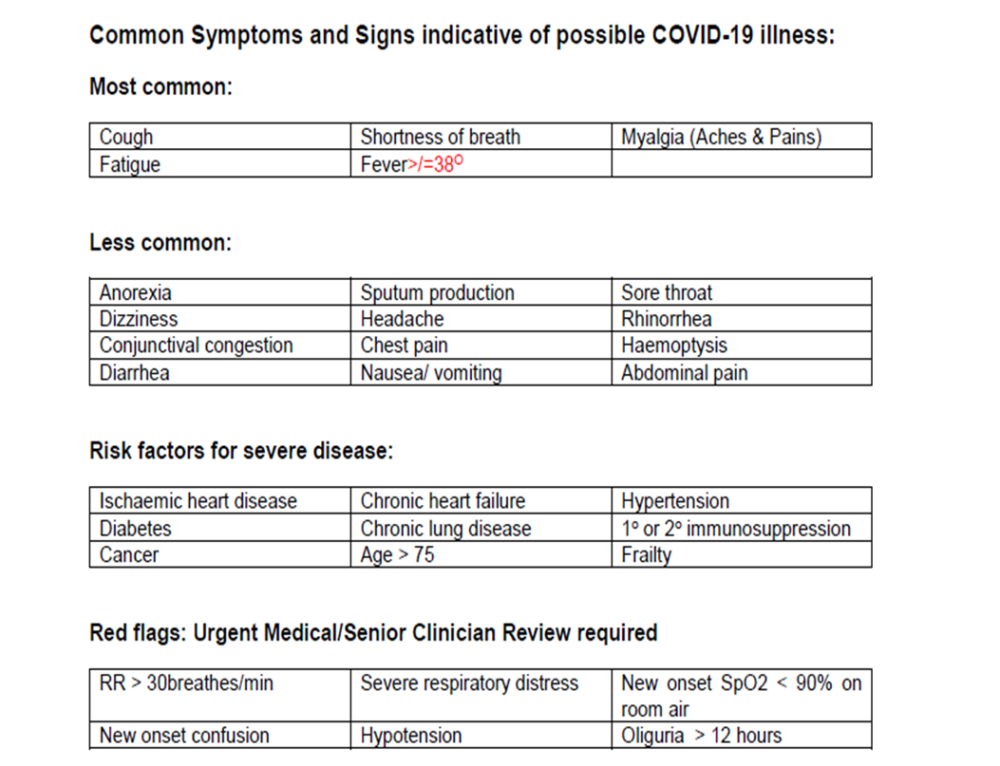 Common Symptoms and Signs indicative of possible COVID-19 illness:
Most common:
Cough Shortness of breath Myalgia (Aches & Pains)
Fatigue Fever>/=38⁰
Less common:
Anorexia Sputum production Sore throat
Dizziness Headache Rhinorrhea
Conjunctival congestion Chest pain Haemoptysis
Diarrhea Nausea/ vomiting Abdominal pain
Risk factors for severe disease:
Ischaemic heart disease Chronic heart failure Hypertension
Diabetes Chronic lung disease 1º or 2º immunosuppression
Cancer Age > 75 Frailty
Red flags: Urgent Medical/Senior Clinician Review required
RR > 30breathes/min Severe respiratory distress New onset SpO2 < 90% on
room air
New onset confusion Hypotension Oliguria > 12 hours